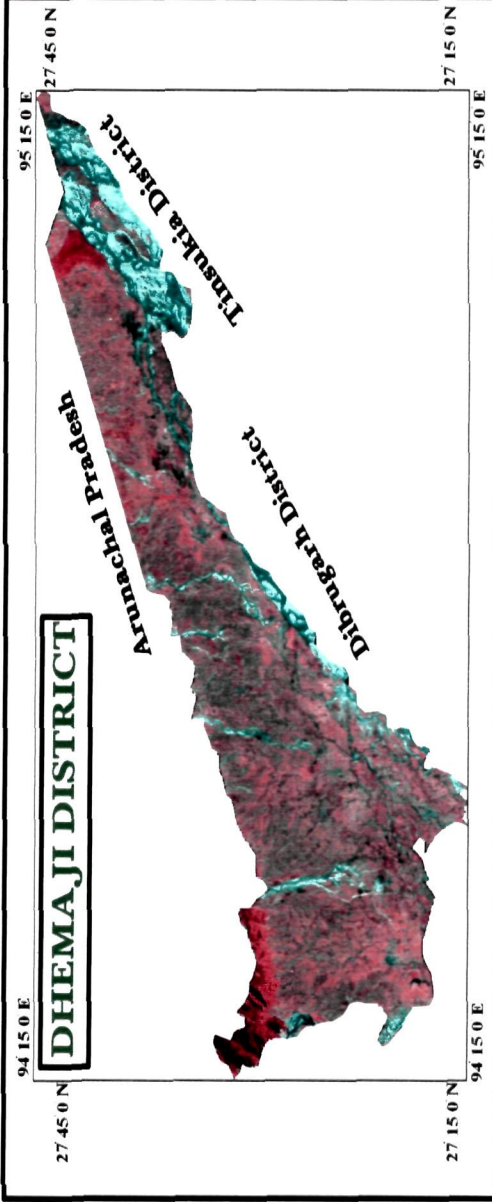 94 15 0 E
95 15 0 E
27 45 0 N
27 45 0 N
DHEMAJI DISTRICT
Arunachal Pradesh
Tinsukia District
Dibrugarh District
27 15 0 N
27 15 0 N
94 15 0 E
95 15 0 E